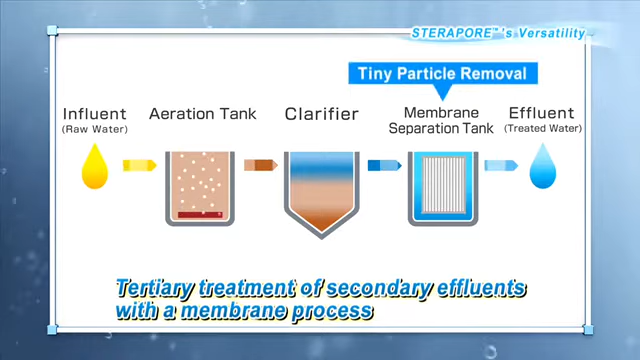 STERAPORE™'s Versatility
Tiny Particle Removal
Influent
(Raw Water)
Aeration Tank
Clarifier
Membrane
Separation Tank
Effluent
(Treated Water)
Tertiary treatment of secondary effluents
with a membrane process